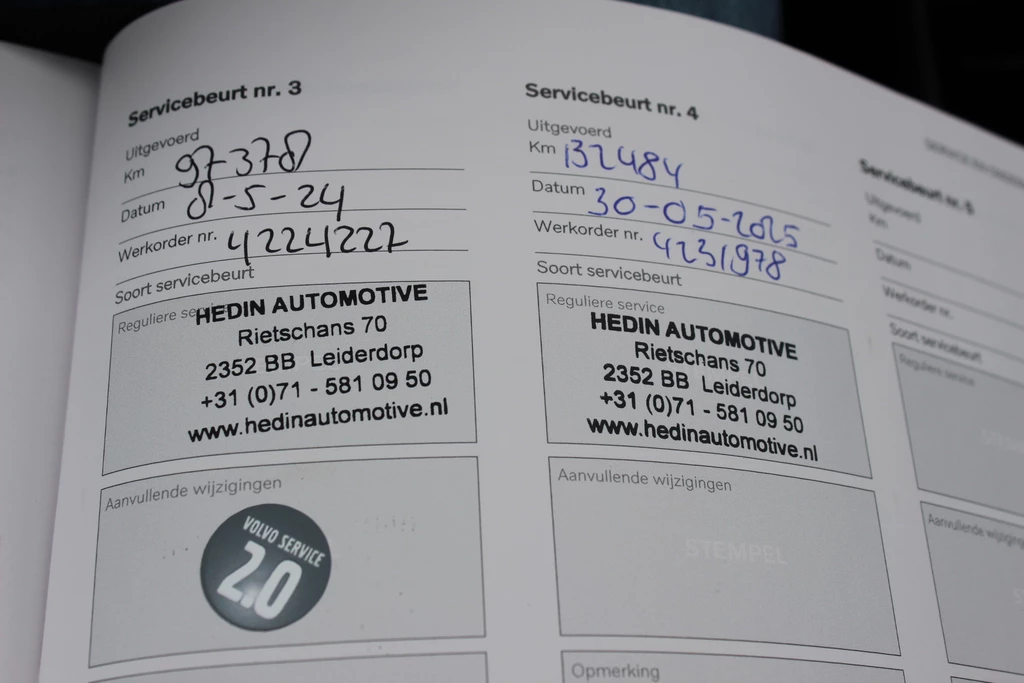 Servicebeurt nr. 3
Uitgevoerd
Km 97378
Datum 8-5-24
Werkorder nr. 4224227
Soort servicebeurt
Reguliere se
HEDIN AUTOMOTIVE
Rietschans 70
2352 BB Leiderdorp
+31 (0)71 - 581 09 50
www.hedinautomotive.nl
Aanvullende wijzigingen
VOLVO SERVICE
2.0
Servicebeurt nr. 4
Uitgevoerd
Km 132484
Datum 30-05-2025
Werkorder nr. 4231978
Soort servicebeurt
Reguliere service
HEDIN AUTOMOTIVE
Rietschans 70
2352 BB Leiderdorp
+31 (0)71 - 581 09 50
www.hedinautomotive.nl
Aanvullende wijzigingen
STEMPEL
Opmerking
Servicebeurt nr. 5
Uitgevoerd
Km
Datum
Werkorder nr.
Soort servicebeurt
Reguliere service
Aanvullende wijzigingen